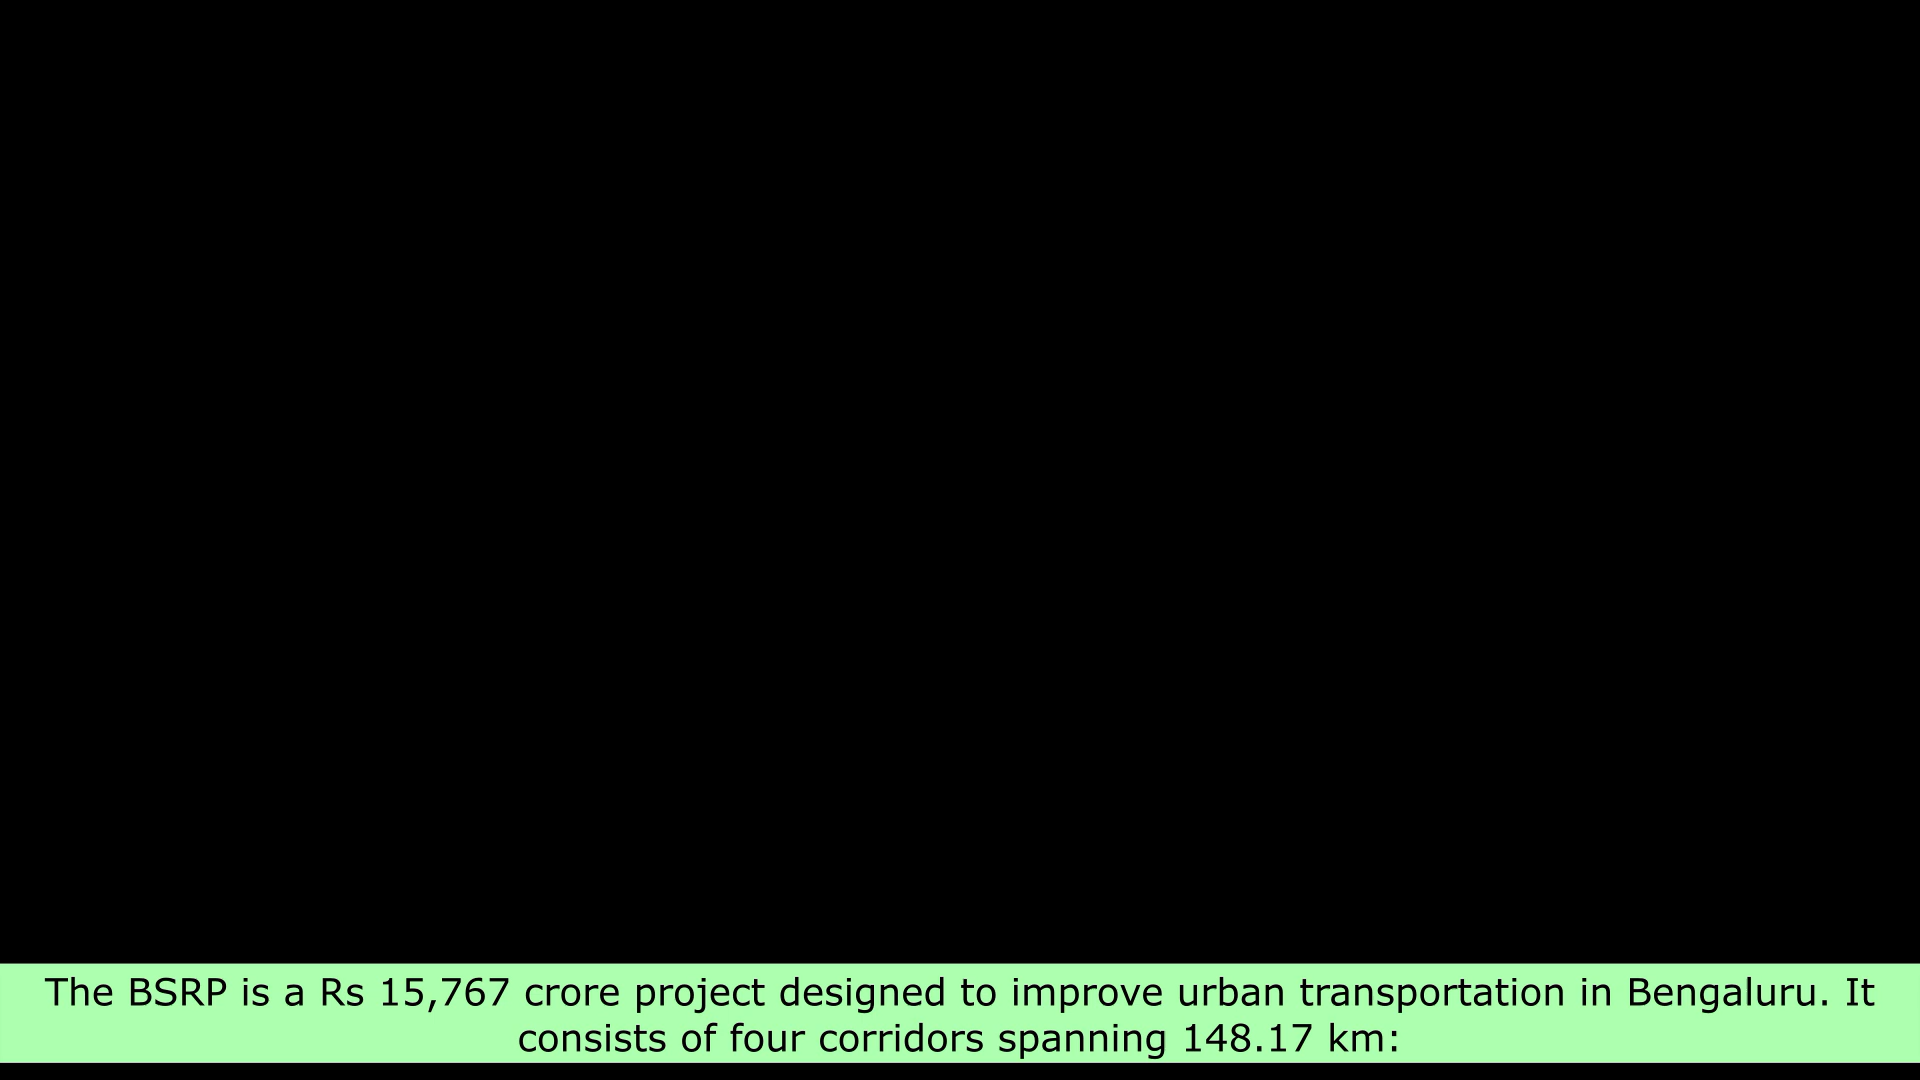 The BSRP is a Rs 15,767 crore project designed to improve urban transportation in Bengaluru. It
consists of four corridors spanning 148.17 km: